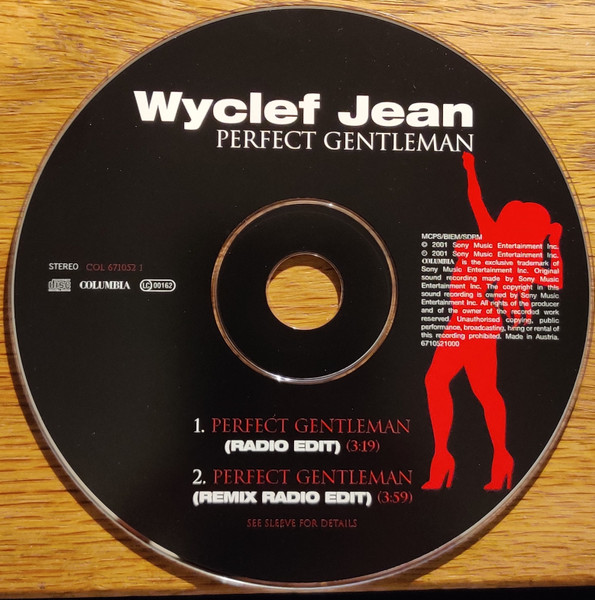 Wyclef Jean
PERFECT GENTLEMAN
MCPS/BIEM/SDRM
℗ 2001 Sony Music Entertainment Inc.
© 2001 Sony Music Entertainment Inc.
COLUMBIA is the exclusive trademark of
Sony Music Entertainment Inc. Original
sound recording made by Sony Music
Entertainment Inc. The copyright in this
sound recording is owned by Sony Music
Entertainment Inc. All rights of the producer
and of the owner of the recorded work
reserved. Unauthorised copying, public
performance, broadcasting, hiring or rental of
this recording prohibited. Made in Austria.
6710521000
STEREO COL 671052 1
disc COLUMBIA LC 00162
1. PERFECT GENTLEMAN
(RADIO EDIT) (3:19)
2. PERFECT GENTLEMAN
(REMIX RADIO EDIT) (3:59)
SEE SLEEVE FOR DETAILS